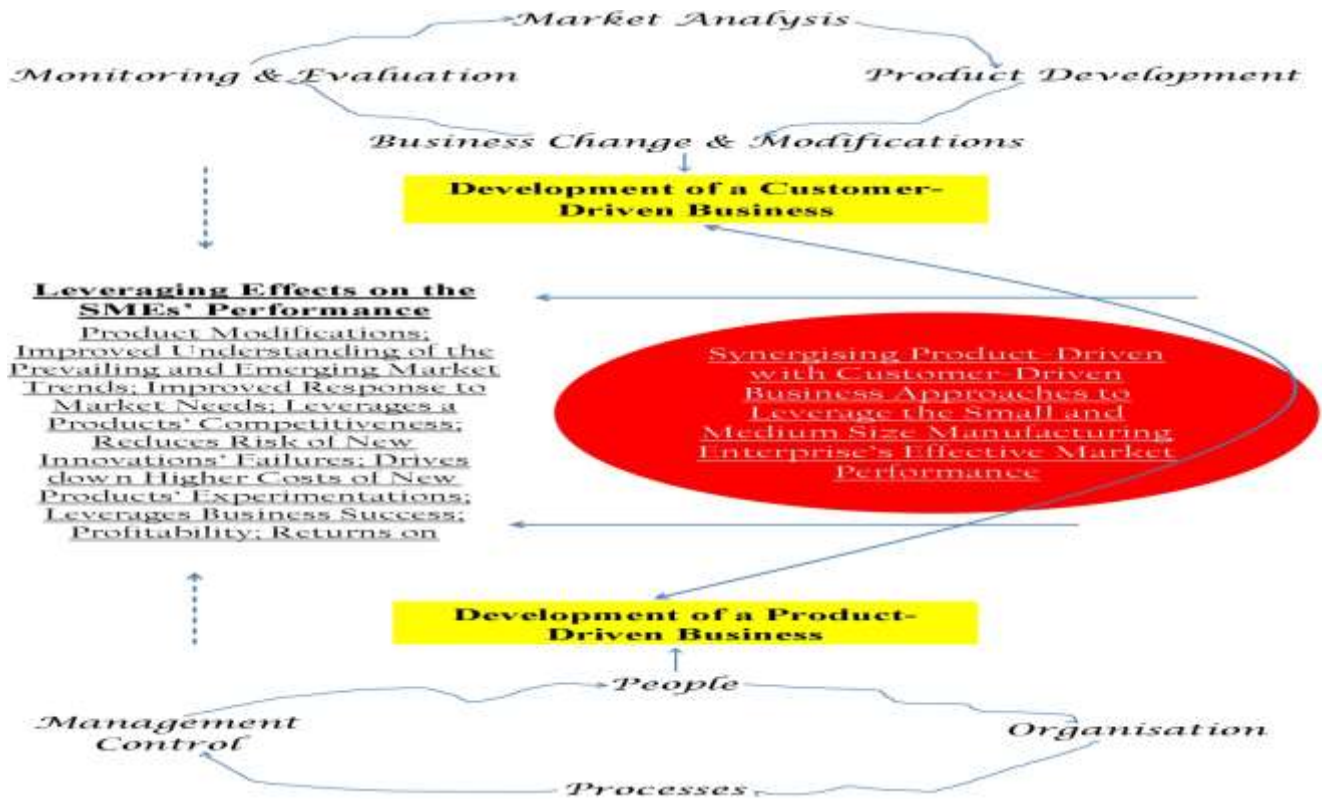 Market Analysis
Monitoring & Evaluation
Product Development
Business Change & Modifications
Development of a Customer-
Driven Business
Leveraging Effects on the
SMEs' Performance
Product Modifications;
Improved Understanding of the
Prevailing and Emerging Market
Trends; Improved Response to
Market Needs; Leverages a
Products' Competitiveness;
Reduces Risk of New
Innovations' Failures; Drives
down Higher Costs of New
Products' Experimentations;
Leverages Business Success;
Profitability; Returns on
Synergising Product-Driven
with Customer-Driven
Business Approaches to
Leverage the Small and
Medium Size Manufacturing
Enterprise's Effective Market
Performance
Development of a Product-
Driven Business
People
Management
Control
Organisation
Processes